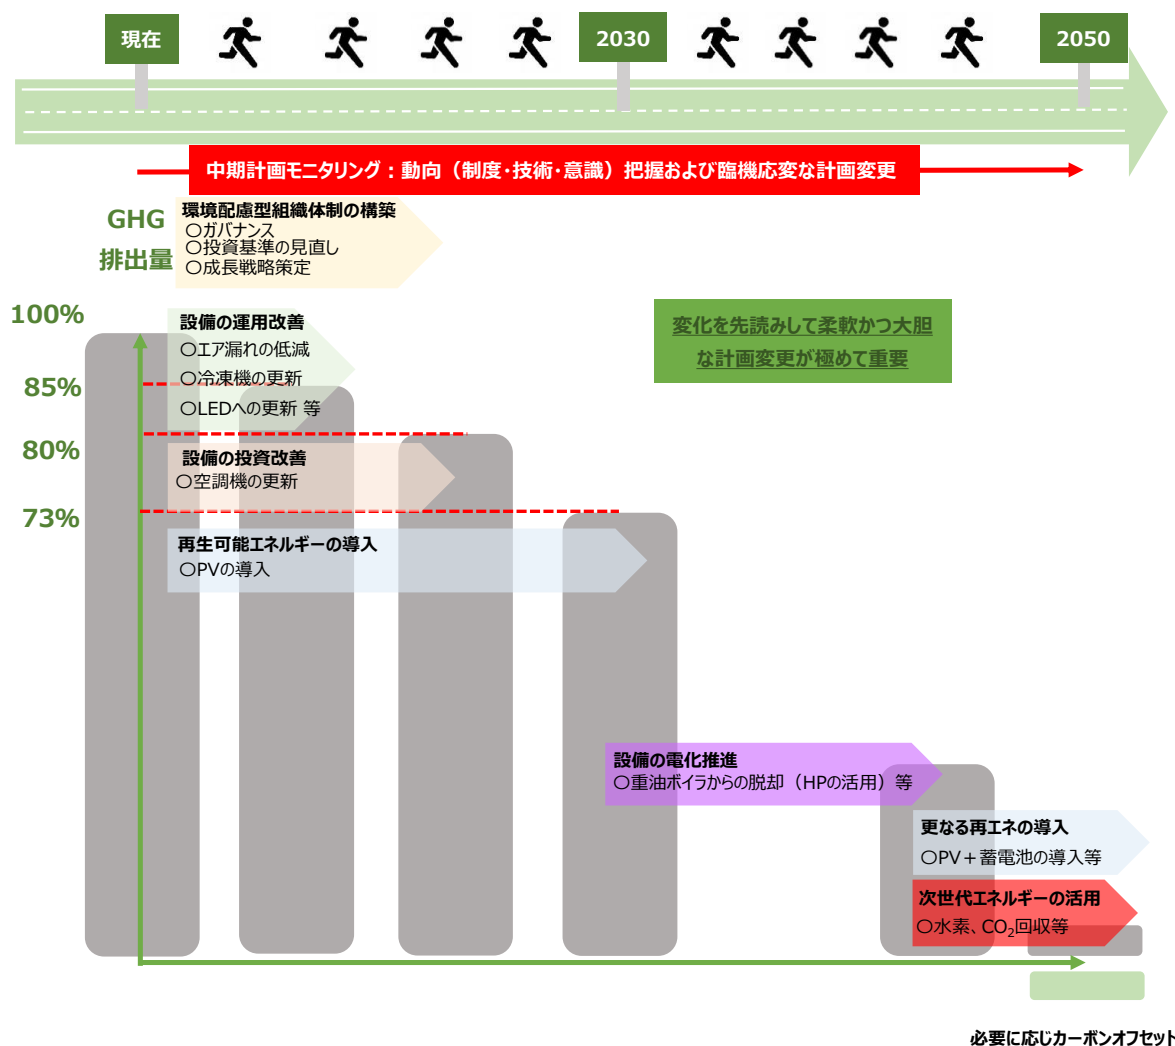 現在
2030
2050
中期計画モニタリング：動向（制度・技術・意識）把握および臨機応変な計画変更
GHG
排出量
環境配慮型組織体制の構築
〇ガバナンス
〇投資基準の見直し
〇成長戦略策定
100%
85%
80%
73%
設備の運用改善
〇エア漏れの低減
〇冷凍機の更新
〇LEDへの更新 等
変化を先読みして柔軟かつ大胆
な計画変更が極めて重要
設備の投資改善
〇空調機の更新
再生可能エネルギーの導入
〇PVの導入
設備の電化推進
〇重油ボイラからの脱却（HPの活用）等
更なる再エネの導入
〇PV＋蓄電池の導入等
次世代エネルギーの活用
〇水素、CO₂回収等
必要に応じカーボンオフセット